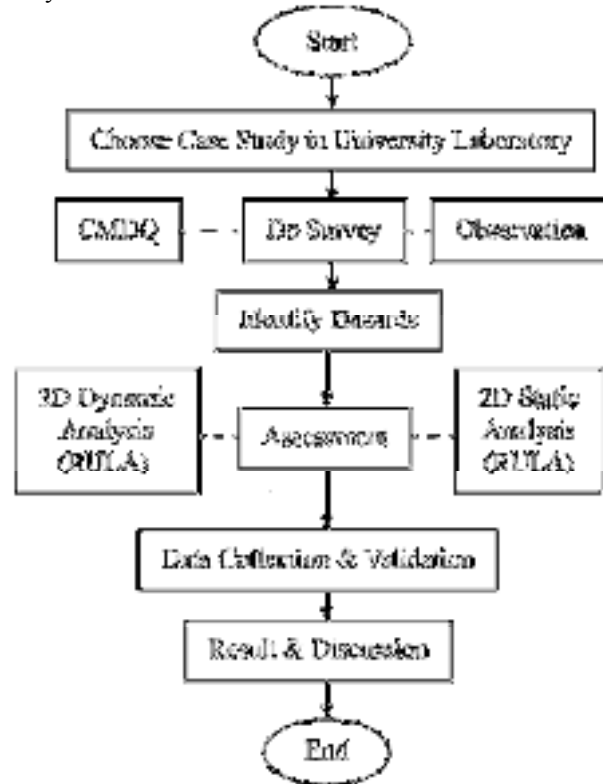 Start
Choose Case Study in University Laboratory
CMDQ
Do Survey
Observation
Identify Hazards
3D Dynamic
Analysis
(RULA)
Assessment
2D Static
Analysis
(RULA)
Data Collection & Validation
Result & Discussion
End